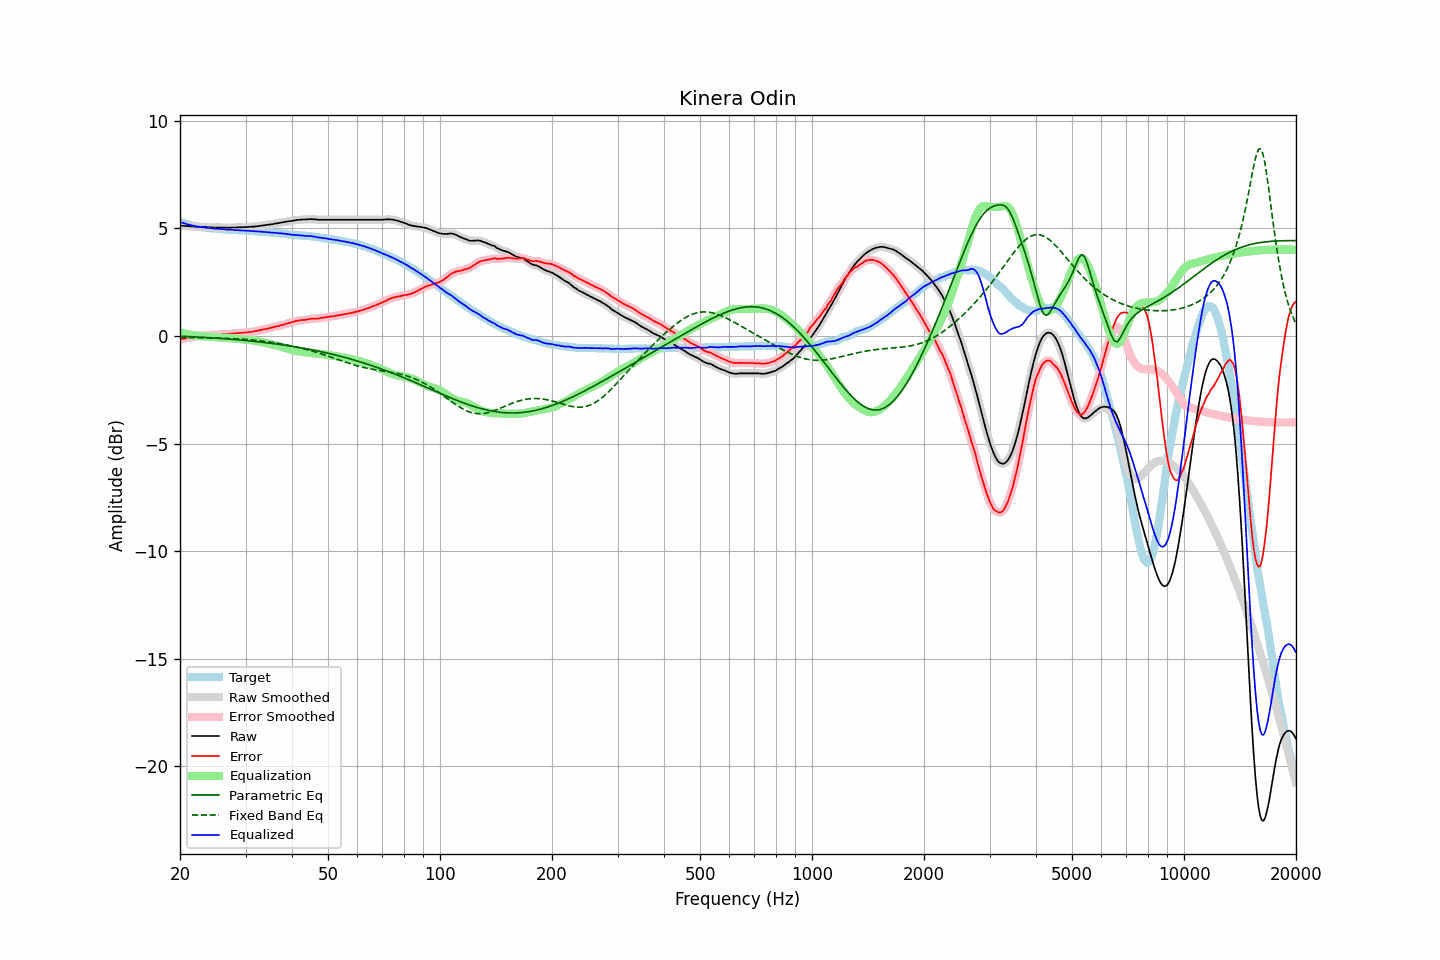 Kinera Odin
Amplitude (dBr)
10
5
0
−5
−10
−15
−20
Target
Raw Smoothed
Error Smoothed
Raw
Error
Equalization
Parametric Eq
Fixed Band Eq
Equalized
20 50 100 200 500 1000 2000 5000 10000 20000
Frequency (Hz)